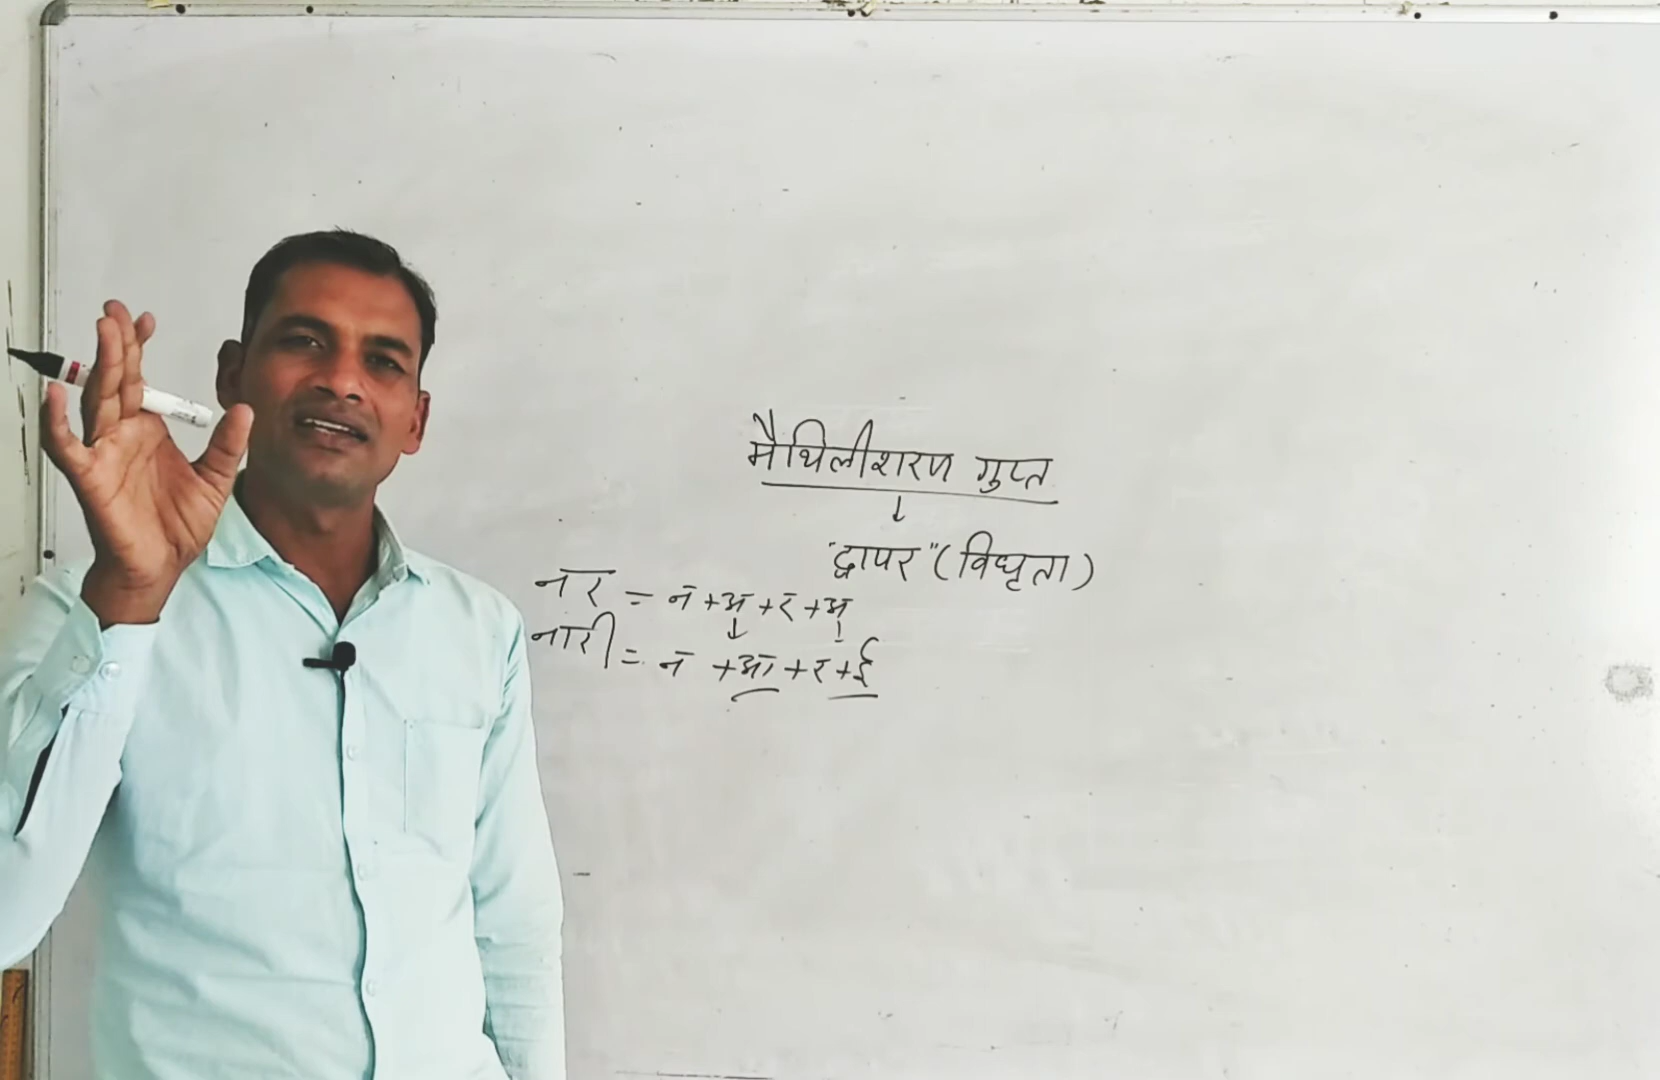 मैथिलीशरण गुप्त
↓
"द्वापर" (विधृता)
नर = न + अ + र + अ
↓ ↓
नारी = न + आ + र + ई